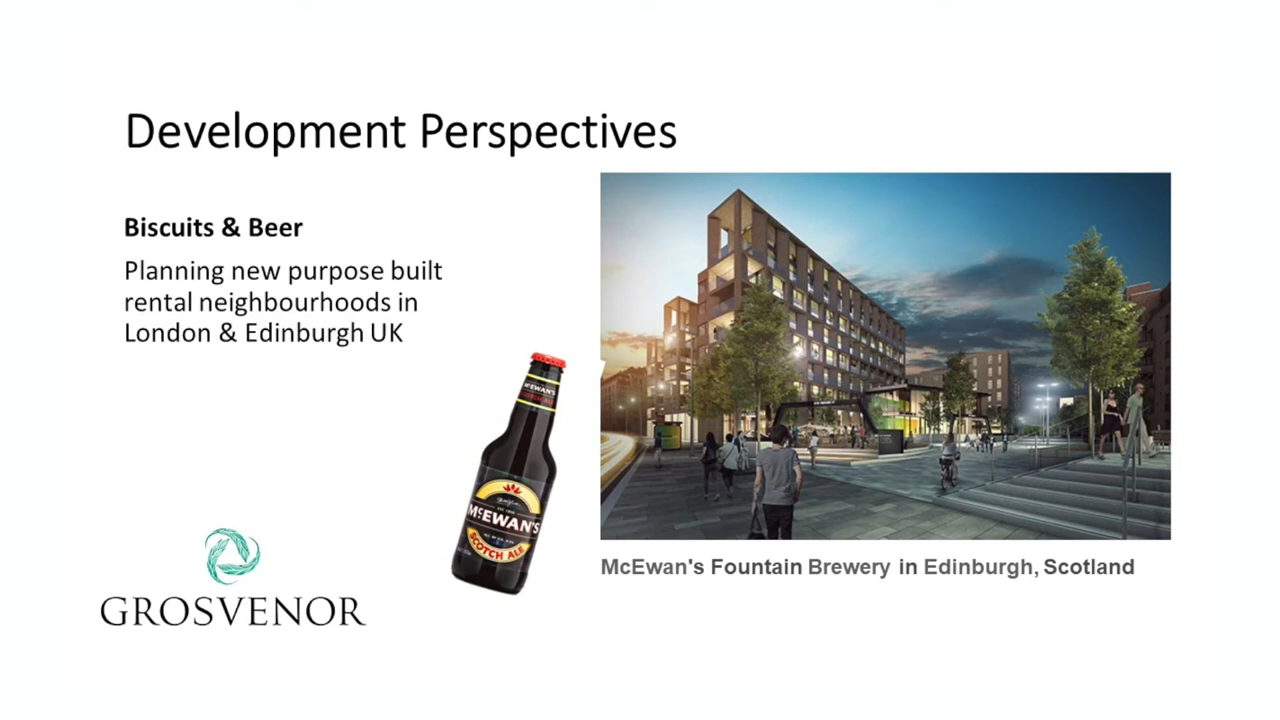 Development Perspectives
Biscuits & Beer
Planning new purpose built
rental neighbourhoods in
London & Edinburgh UK
McEWAN'S
McEWAN'S
SCOTCH ALE
McEwan's Fountain Brewery in Edinburgh, Scotland
GROSVENOR